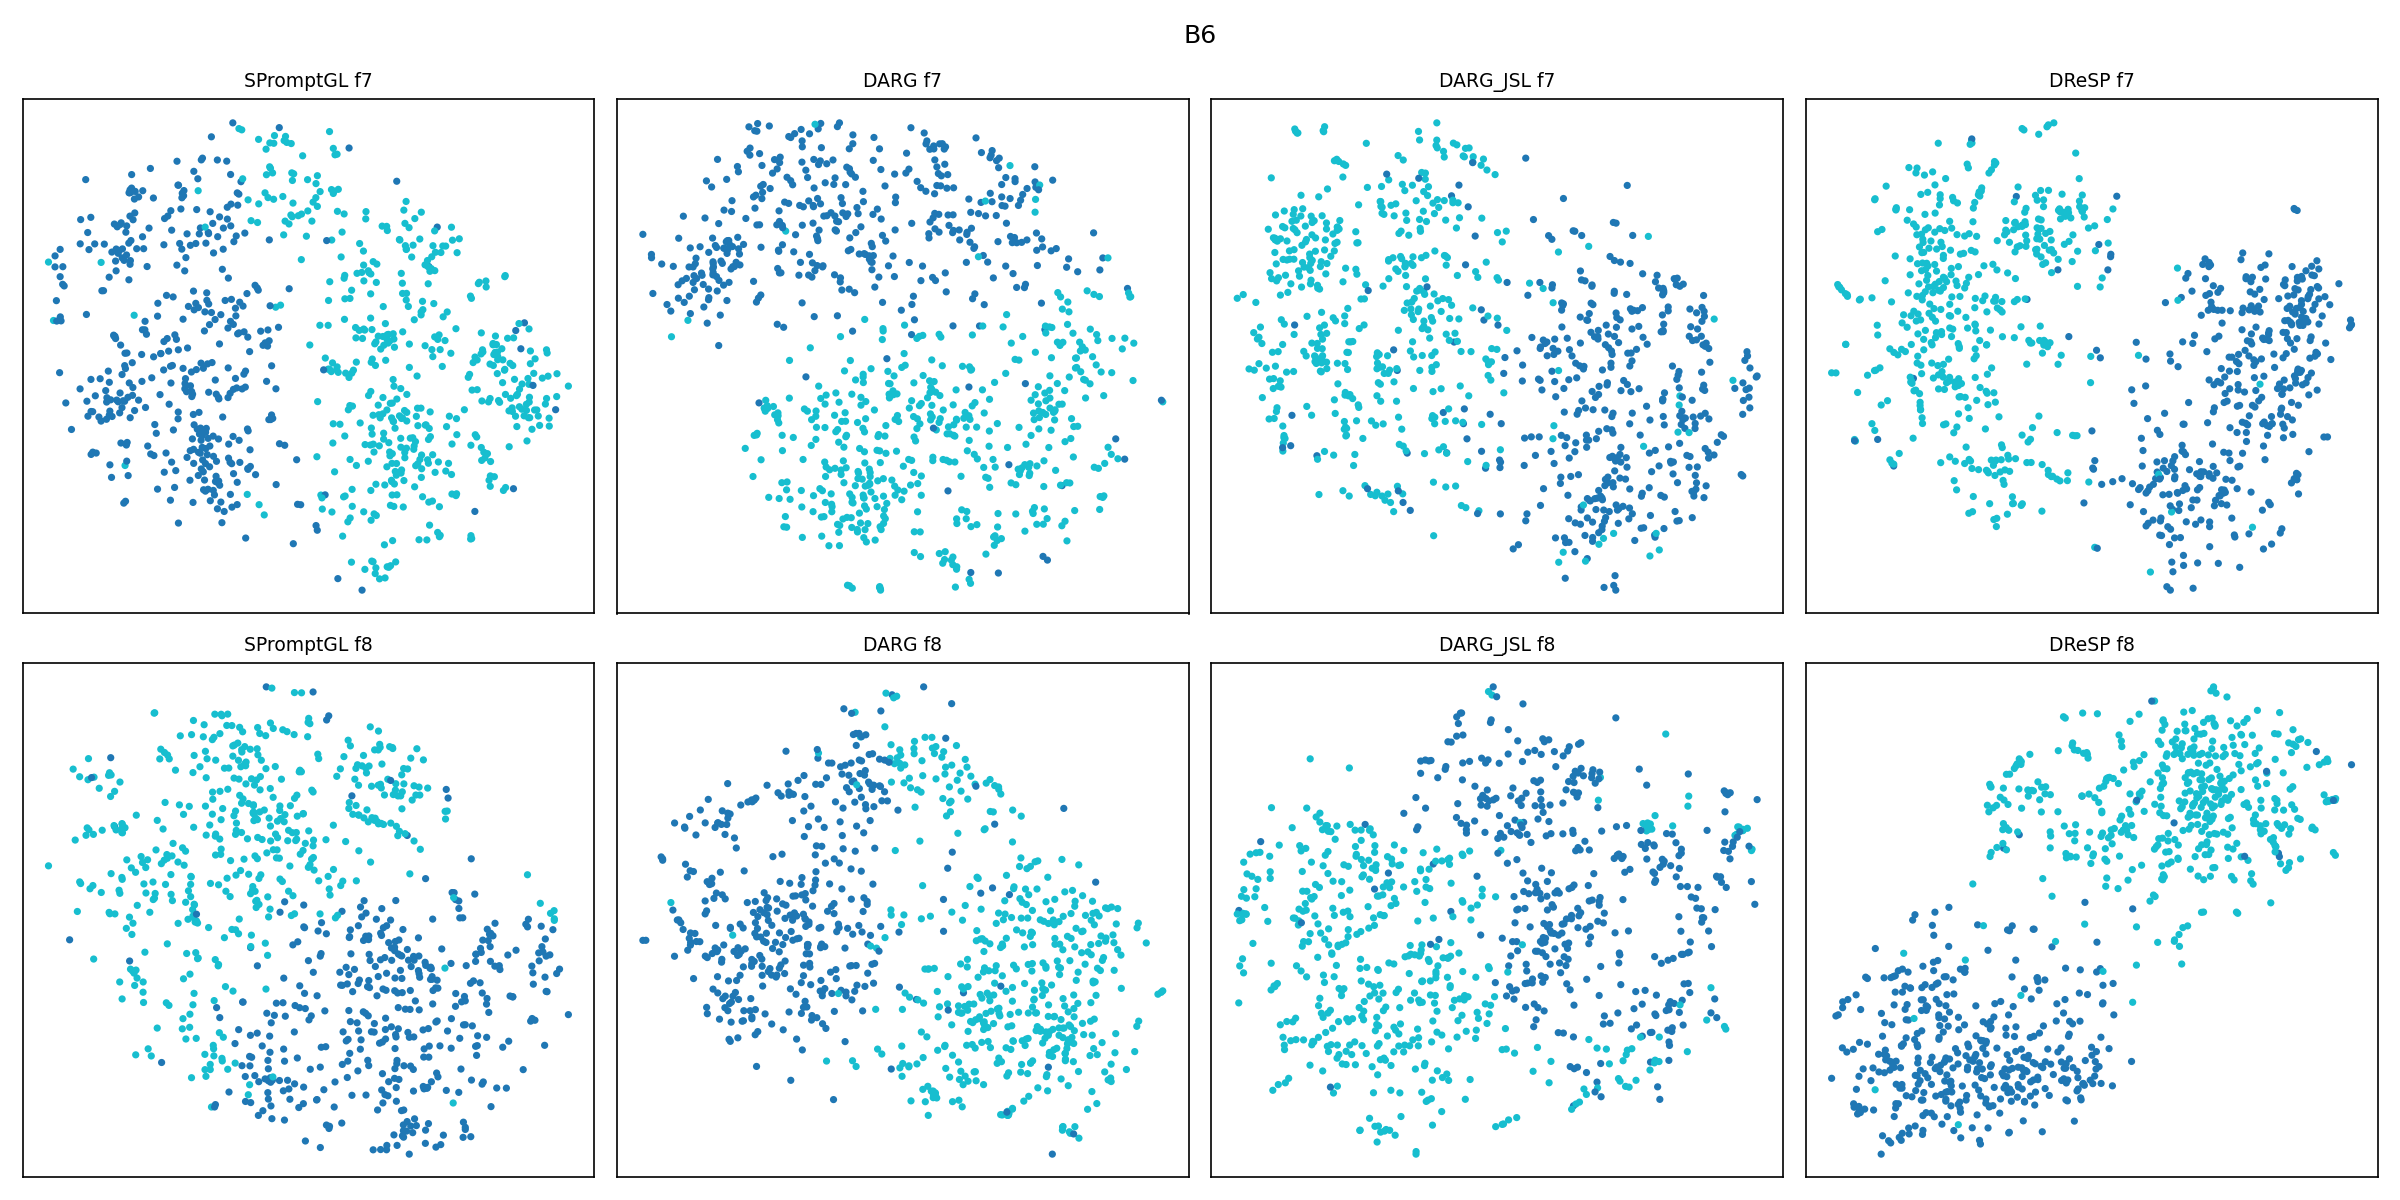 B6
SPromptGL f7
DARG f7
DARG_JSL f7
DReSP f7
SPromptGL f8
DARG f8
DARG_JSL f8
DReSP f8